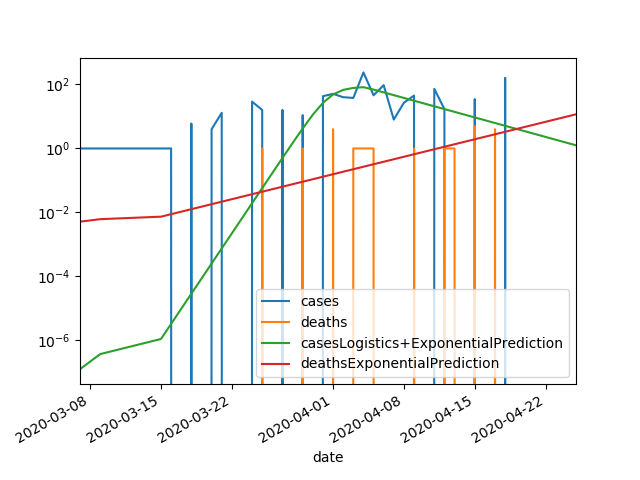 10²
10⁰
10⁻²
10⁻⁴
10⁻⁶
cases
deaths
casesLogistics+ExponentialPrediction
deathsExponentialPrediction
2020-03-08
2020-03-15
2020-03-22
2020-04-01
2020-04-08
2020-04-15
2020-04-22
date